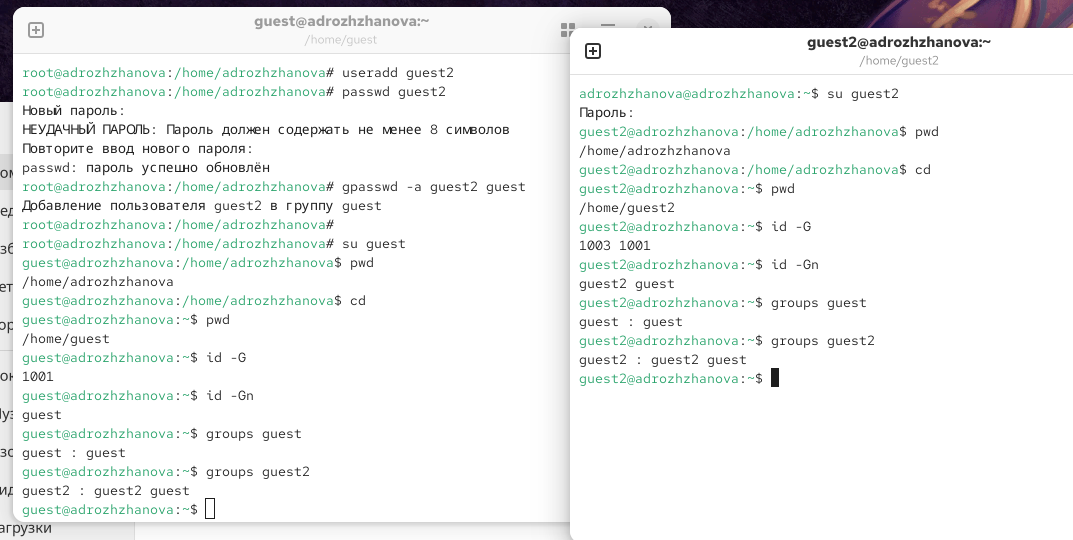 guest@adrozhzhanova:~
/home/guest
root@adrozhzhanova:/home/adrozhzhanova# useradd guest2
root@adrozhzhanova:/home/adrozhzhanova# passwd guest2
Новый пароль:
НЕУДАЧНЫЙ ПАРОЛЬ: Пароль должен содержать не менее 8 символов
Повторите ввод нового пароля:
passwd: пароль успешно обновлён
root@adrozhzhanova:/home/adrozhzhanova# gpasswd -a guest2 guest
Добавление пользователя guest2 в группу guest
root@adrozhzhanova:/home/adrozhzhanova#
root@adrozhzhanova:/home/adrozhzhanova# su guest
guest@adrozhzhanova:/home/adrozhzhanova$ pwd
/home/adrozhzhanova
guest@adrozhzhanova:/home/adrozhzhanova$ cd
guest@adrozhzhanova:~$ pwd
/home/guest
guest@adrozhzhanova:~$ id -G
1001
guest@adrozhzhanova:~$ id -Gn
guest
guest@adrozhzhanova:~$ groups guest
guest : guest
guest@adrozhzhanova:~$ groups guest2
guest2 : guest2 guest
guest@adrozhzhanova:~$
guest2@adrozhzhanova:~
/home/guest2
adrozhzhanova@adrozhzhanova:~$ su guest2
Пароль:
guest2@adrozhzhanova:/home/adrozhzhanova$ pwd
/home/adrozhzhanova
guest2@adrozhzhanova:/home/adrozhzhanova$ cd
guest2@adrozhzhanova:~$ pwd
/home/guest2
guest2@adrozhzhanova:~$ id -G
1003 1001
guest2@adrozhzhanova:~$ id -Gn
guest2 guest
guest2@adrozhzhanova:~$ groups guest
guest : guest
guest2@adrozhzhanova:~$ groups guest2
guest2 : guest2 guest
guest2@adrozhzhanova:~$
агрузки